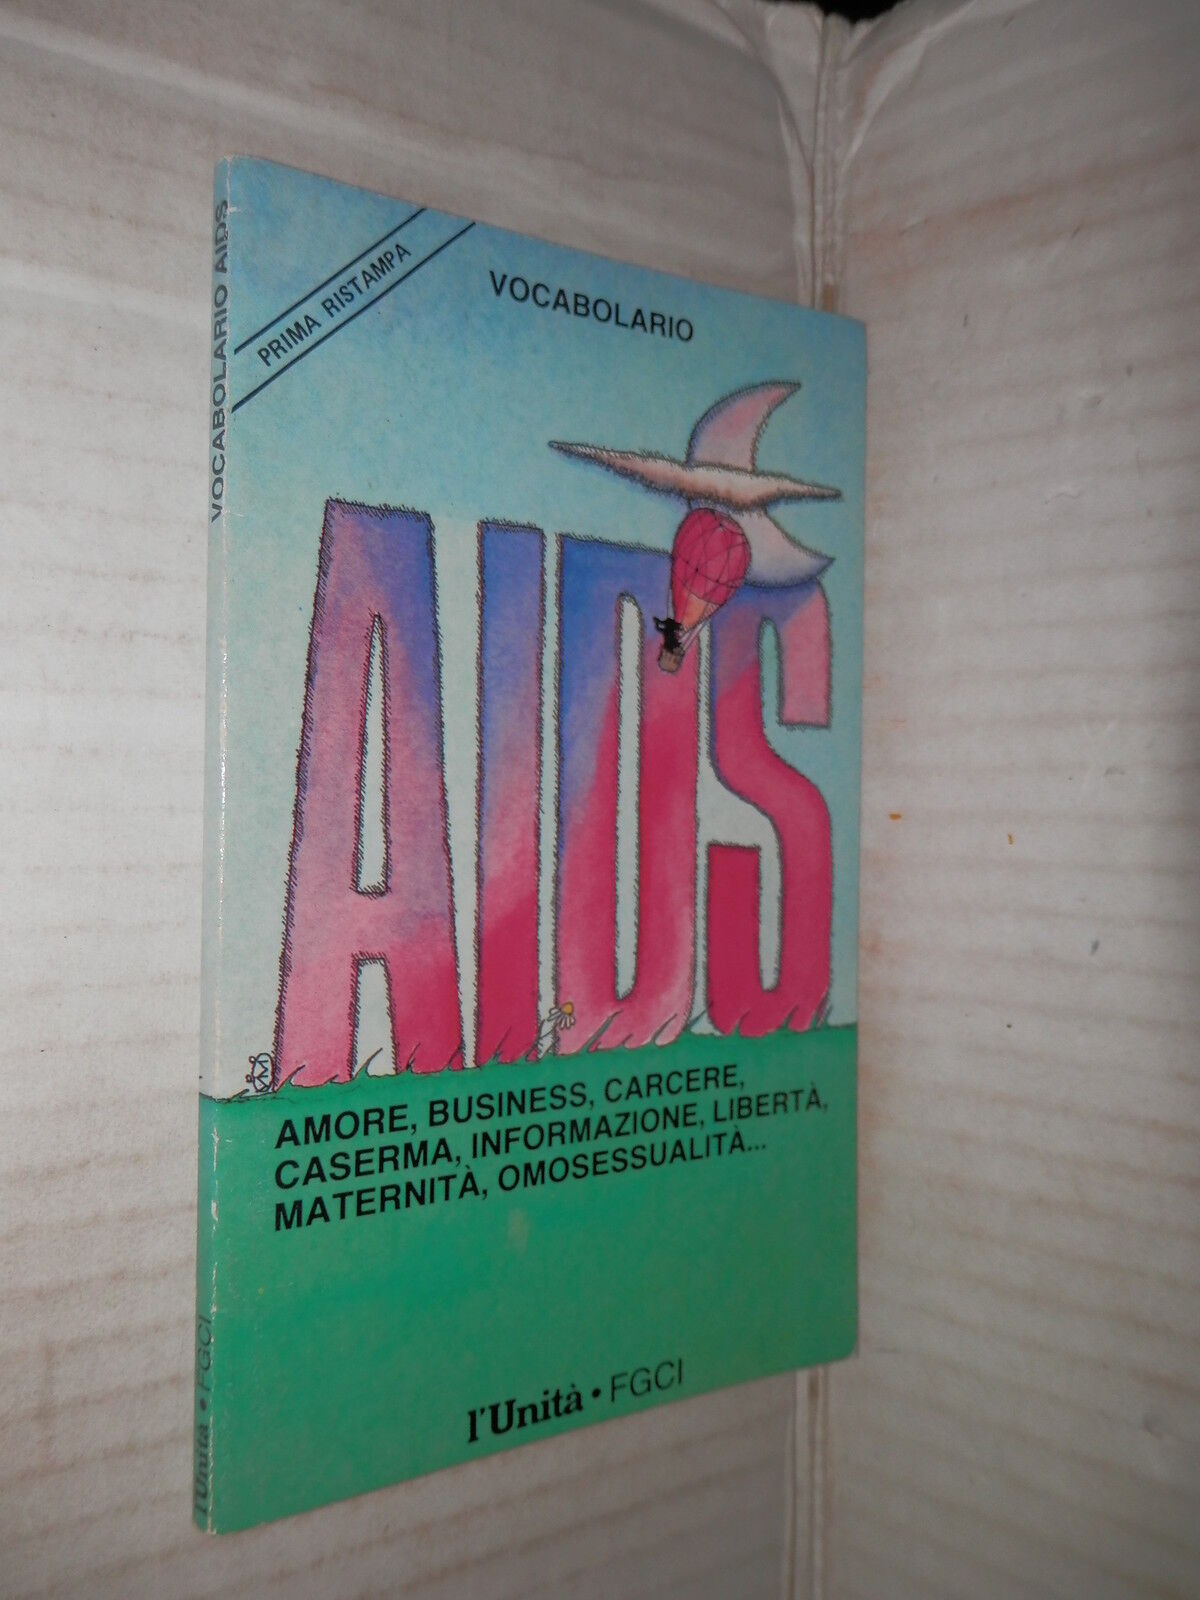 PRIMA RISTAMPA
VOCABOLARIO
AIDS
AMORE, BUSINESS, CARCERE,
CASERMA, INFORMAZIONE, LIBERTÀ,
MATERNITÀ, OMOSESSUALITÀ...
l'Unità • FGCI
VOCABOLARIO AIDS
l'Unità • FGCI